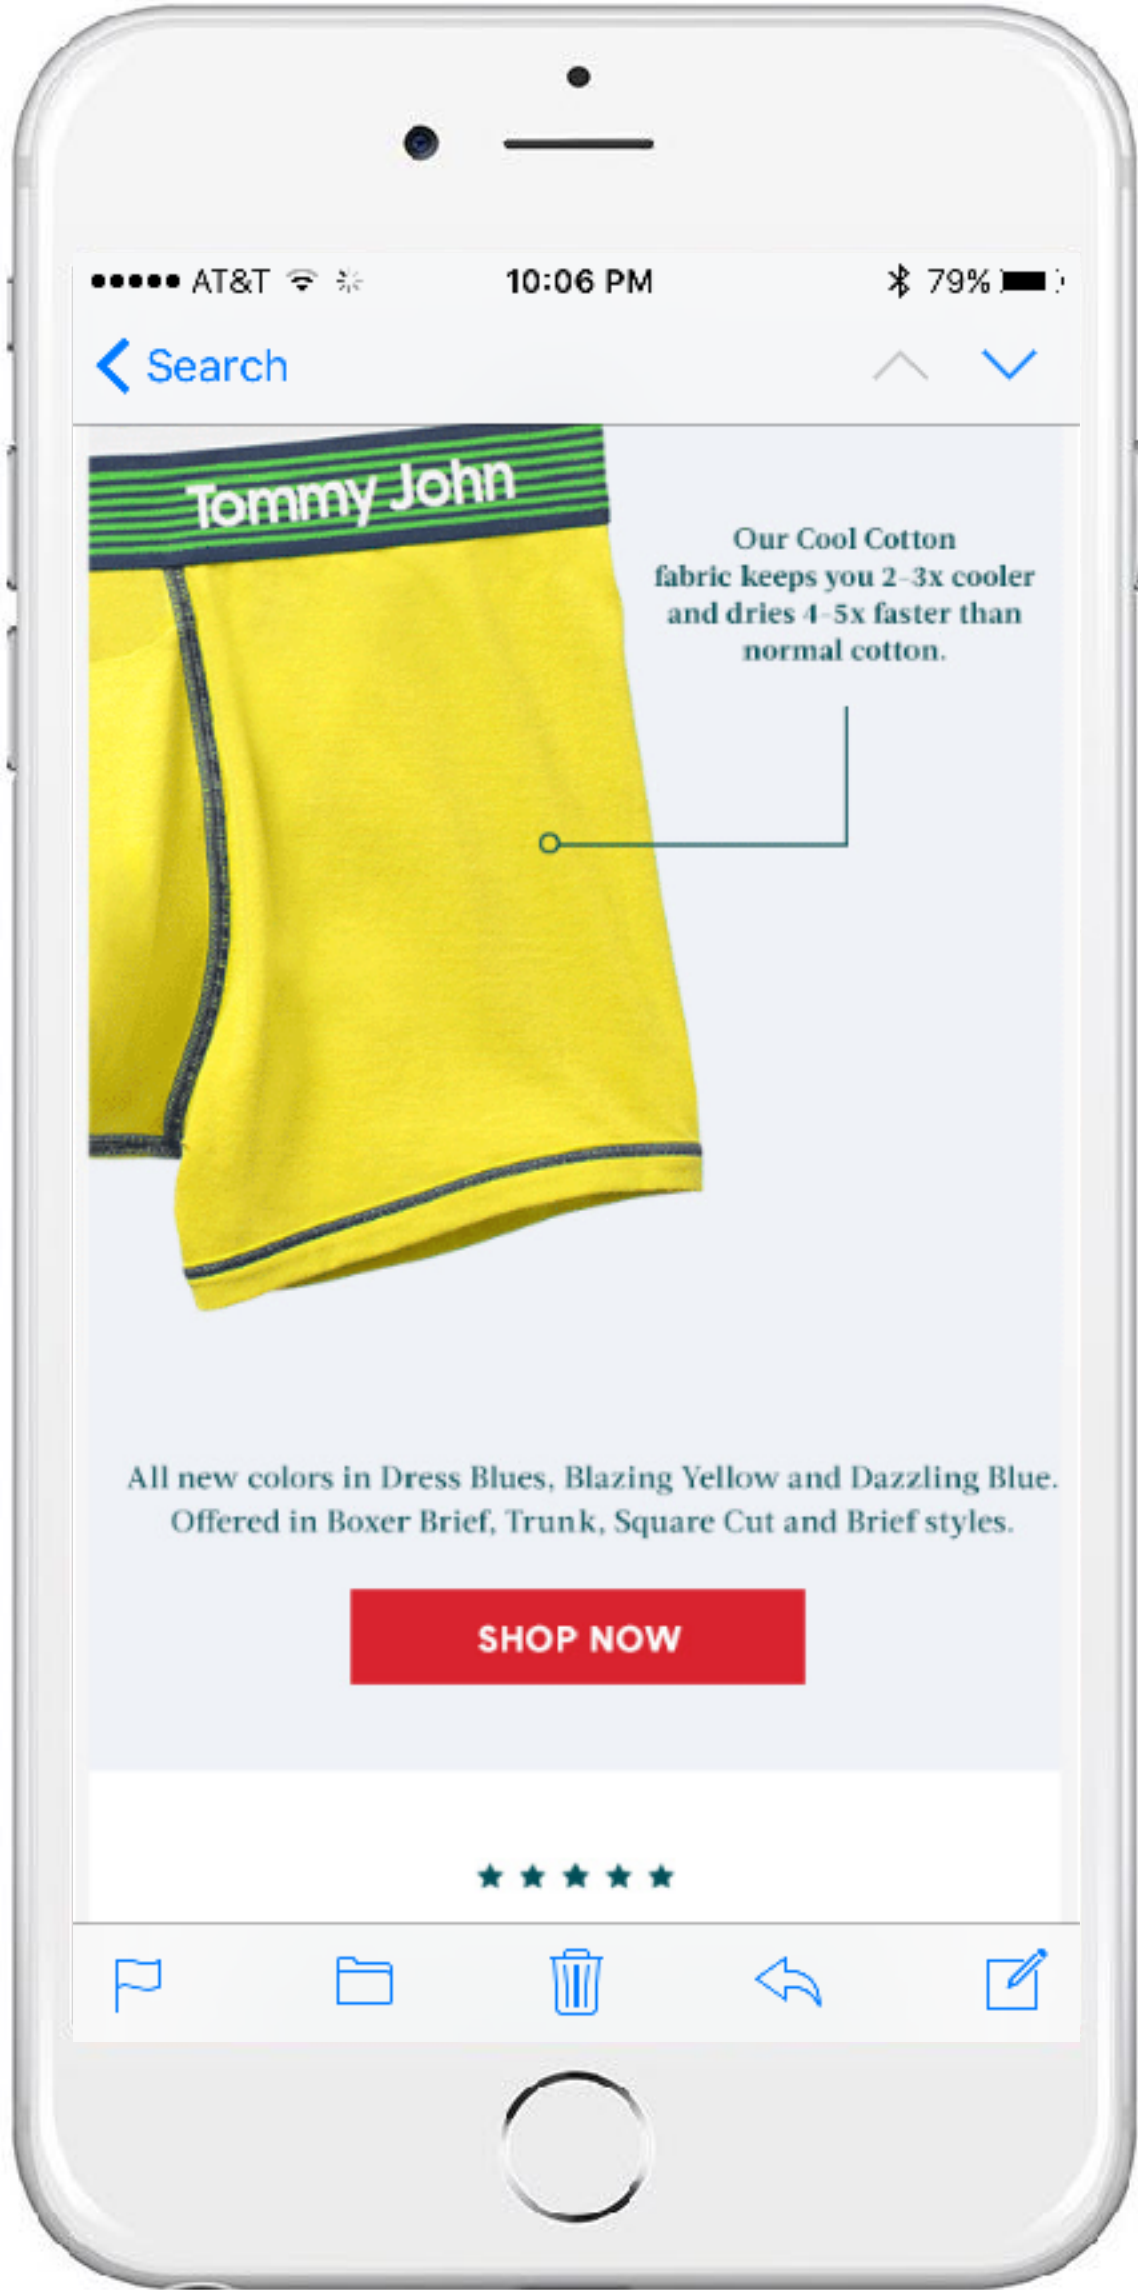 AT&T 10:06 PM 79%
Search
Tommy John
Our Cool Cotton
fabric keeps you 2-3x cooler
and dries 4-5x faster than
normal cotton.
All new colors in Dress Blues, Blazing Yellow and Dazzling Blue.
Offered in Boxer Brief, Trunk, Square Cut and Brief styles.
SHOP NOW